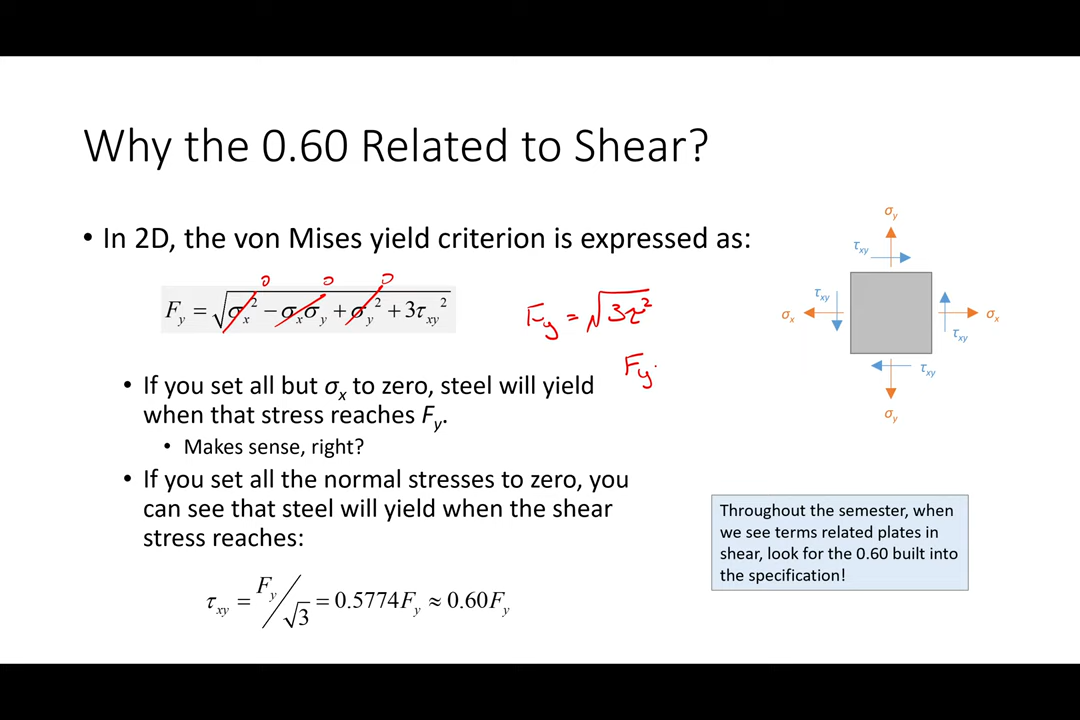 Why the 0.60 Related to Shear?
• In 2D, the von Mises yield criterion is expressed as:
0 0 0
F_y = √(σ_x² − σ_xσ_y + σ_y² + 3τ_xy²)
F_y = √(3τ²)
F_y
• If you set all but σ_x to zero, steel will yield
when that stress reaches F_y.
• Makes sense, right?
• If you set all the normal stresses to zero, you
can see that steel will yield when the shear
stress reaches:
τ_xy = F_y/√3 = 0.5774F_y ≈ 0.60F_y
σ_y
τ_xy
τ_xy
σ_x
σ_x
τ_xy
τ_xy
σ_y
Throughout the semester, when
we see terms related plates in
shear, look for the 0.60 built into
the specification!